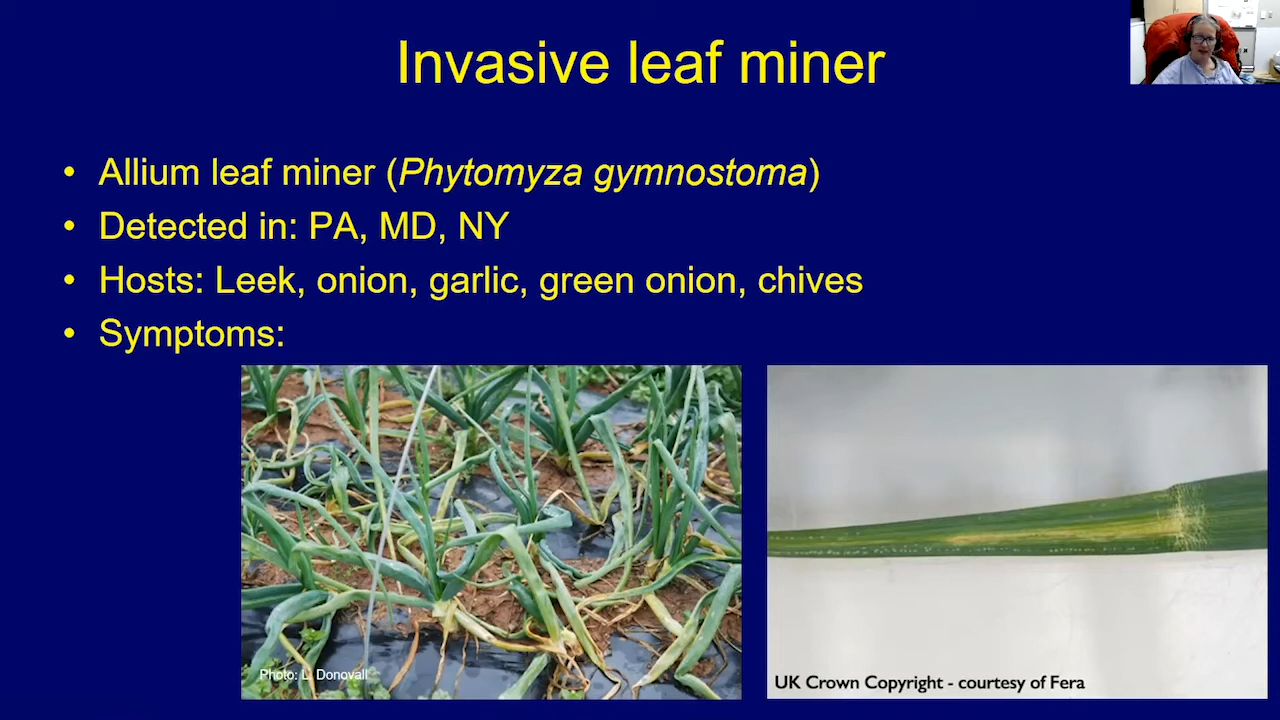 Invasive leaf miner
• Allium leaf miner (Phytomyza gymnostoma)
• Detected in: PA, MD, NY
• Hosts: Leek, onion, garlic, green onion, chives
• Symptoms:
Photo: L. Donovall
UK Crown Copyright - courtesy of Fera